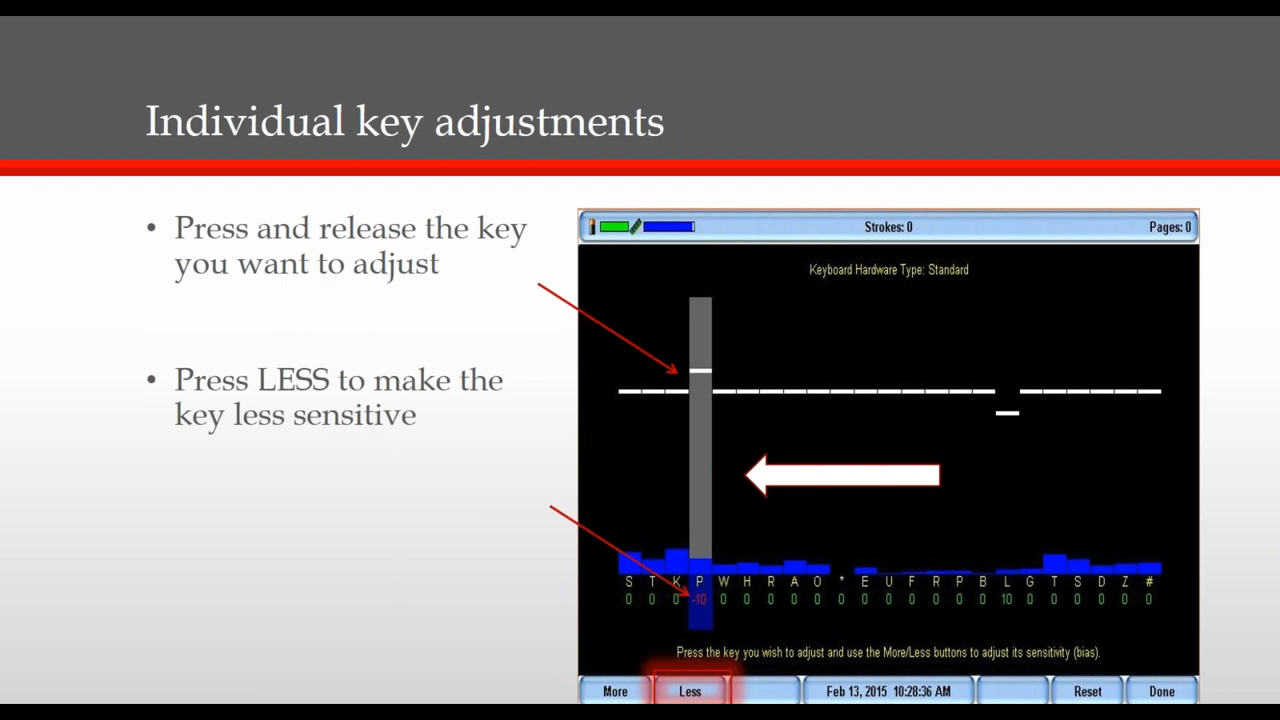 Individual key adjustments
• Press and release the key
you want to adjust
• Press LESS to make the
key less sensitive
Strokes: 0 Pages: 0
Keyboard Hardware Type: Standard
S T K P W H R A O * E U F R P B L G T S D Z #
0 0 0 -10 0 0 0 0 0 0 0 0 0 0 0 0 10 0 0 0 0 0 0
Press the key you wish to adjust and use the More/Less buttons to adjust its sensitivity (bias).
More Less Feb 13, 2015 10:28:36 AM Reset Done